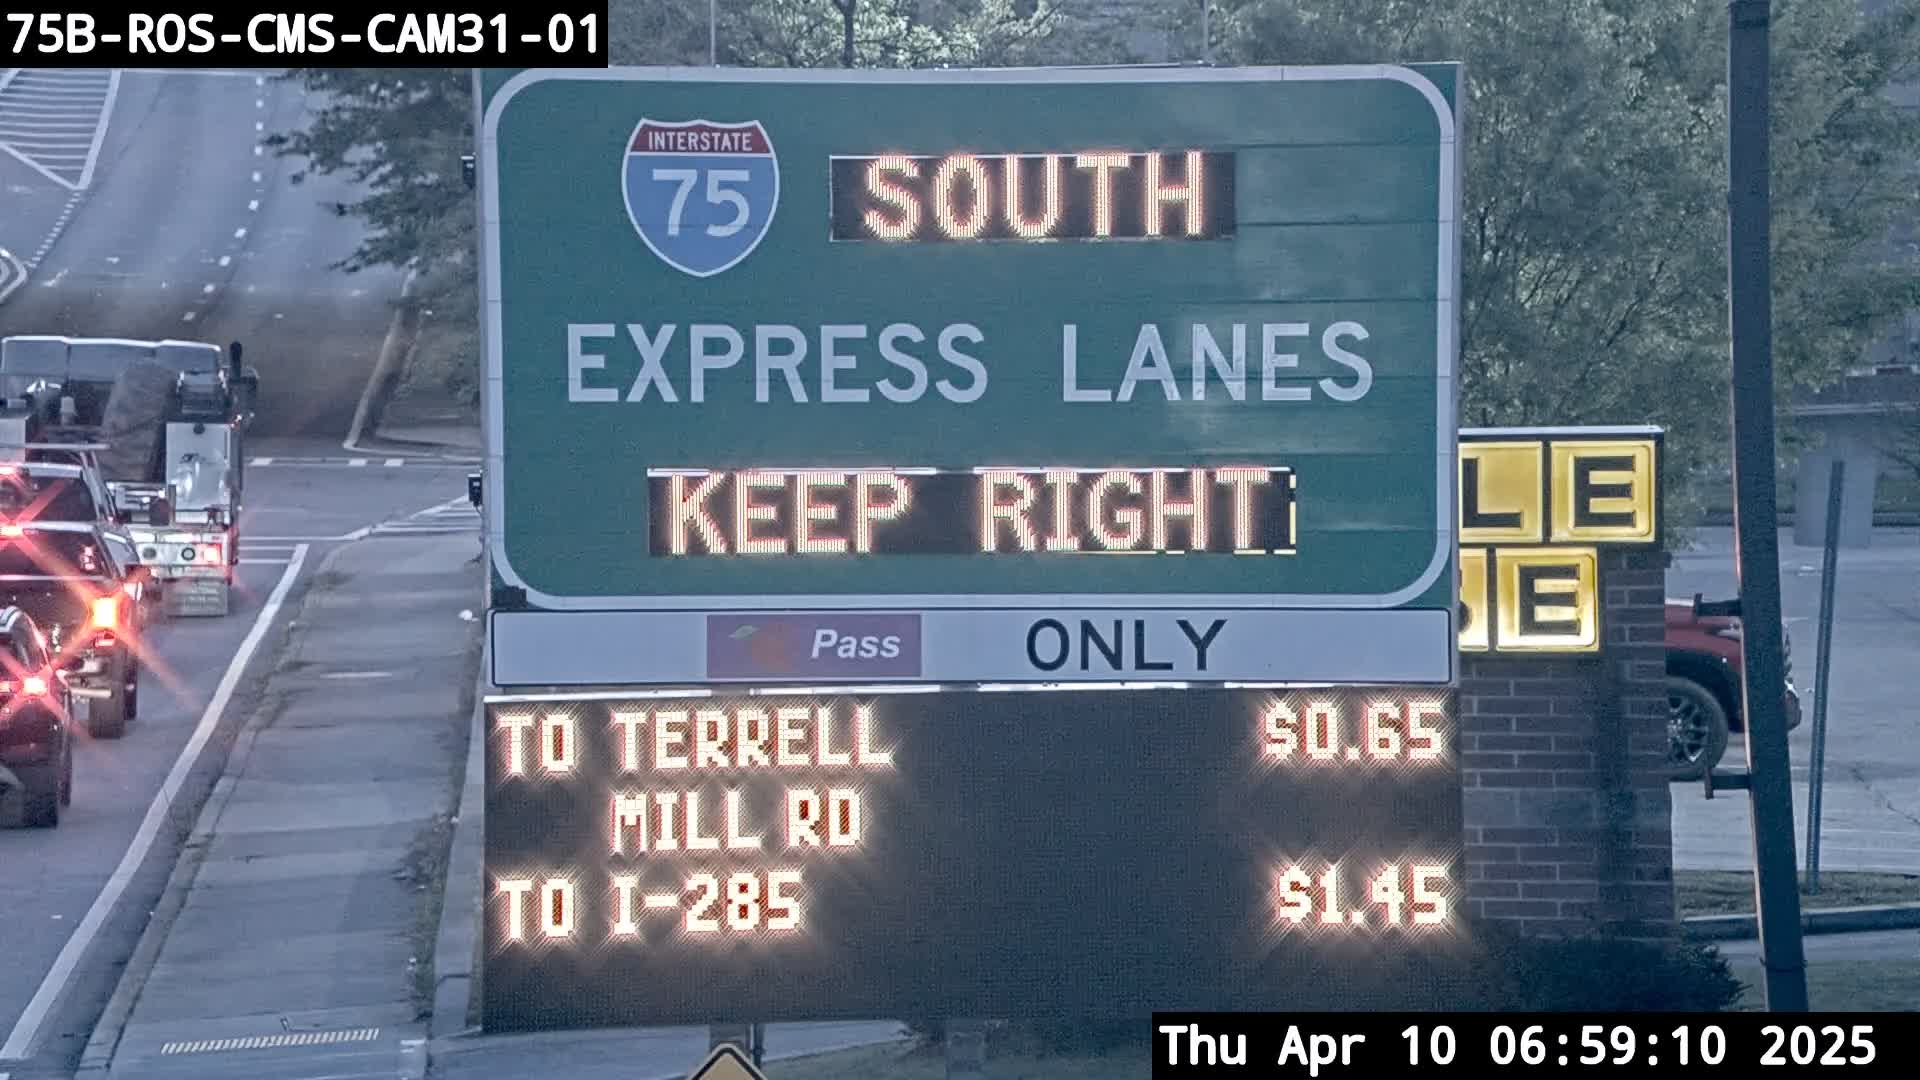 75B-ROS-CMS-CAM31-01
INTERSTATE
75
SOUTH
EXPRESS LANES
KEEP RIGHT
LE
E
Pass ONLY
TO TERRELL $0.65
MILL RD
TO I-285 $1.45
Thu Apr 10 06:59:10 2025